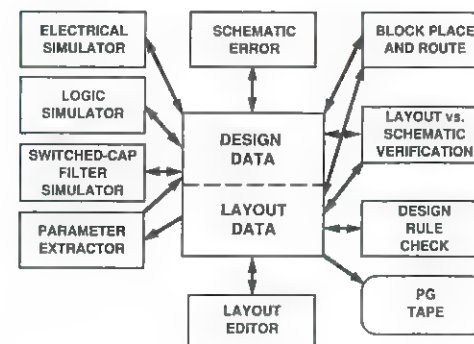 ELECTRICAL
SIMULATOR
SCHEMATIC
ERROR
BLOCK PLACE
AND ROUTE
LOGIC
SIMULATOR
DESIGN
DATA
LAYOUT vs.
SCHEMATIC
VERIFICATION
SWITCHED-CAP
FILTER
SIMULATOR
LAYOUT
DATA
PARAMETER
EXTRACTOR
DESIGN
RULE
CHECK
LAYOUT
EDITOR
PG
TAPE